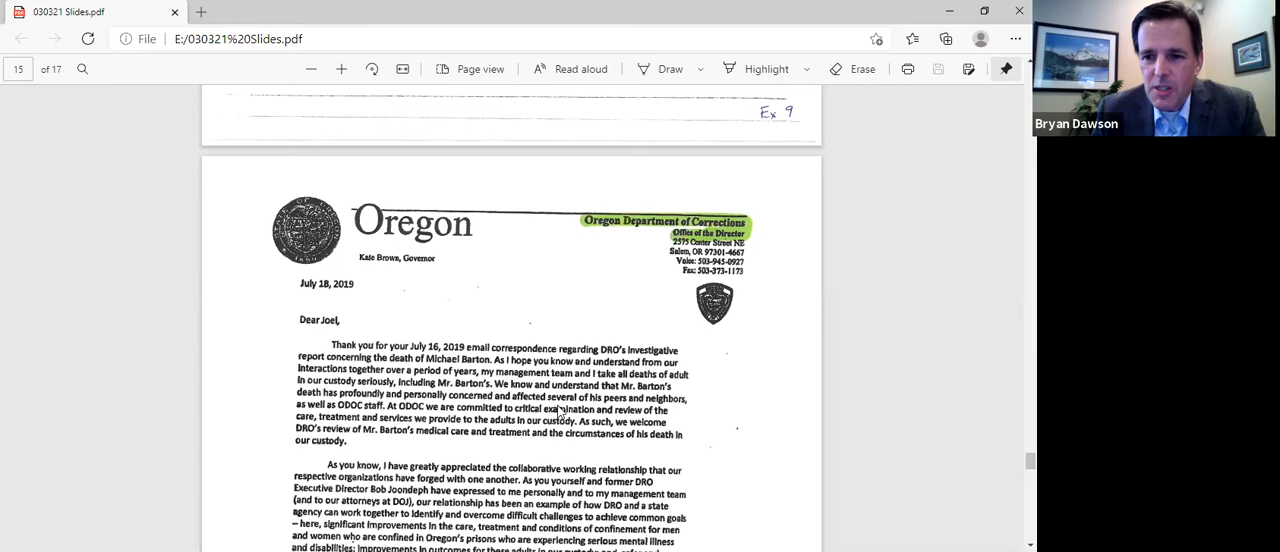 030321 Slides.pdf
File E:/030321%20Slides.pdf
15 of 17 Page view Read aloud Draw Highlight Erase
Bryan Dawson
Ex 9
Oregon
Kate Brown, Governor
Oregon Department of Corrections
Office of the Director
2575 Center Street NE
Salem, OR 97301-4667
Voice: 503-945-0927
Fax: 503-373-1173
July 18, 2019
Dear Joel,
Thank you for your July 16, 2019 email correspondence regarding DRO's investigative
report concerning the death of Michael Barton. As I hope you know and understand from our
interactions together over a period of years, my management team and I take all deaths of adult
in our custody seriously, including Mr. Barton's. We know and understand that Mr. Barton's
death has profoundly and personally concerned and affected several of his peers and neighbors,
as well as ODOC staff. At ODOC we are committed to critical examination and review of the
care, treatment and services we provide to the adults in our custody. As such, we welcome
DRO's review of Mr. Barton's medical care and treatment and the circumstances of his death in
our custody.
As you know, I have greatly appreciated the collaborative working relationship that our
respective organizations have forged with one another. As you yourself and former DRO
Executive Director Bob Joondeph have expressed to me personally and to my management team
(and to our attorneys at DOJ), our relationship has been an example of how DRO and a state
agency can work together to identify and overcome difficult challenges to achieve common goals
– here, significant improvements in the care, treatment and conditions of confinement for men
and women who are confined in Oregon's prisons who are experiencing serious mental illness
and disabilities; improvements in outcomes for these adults in our custody; and